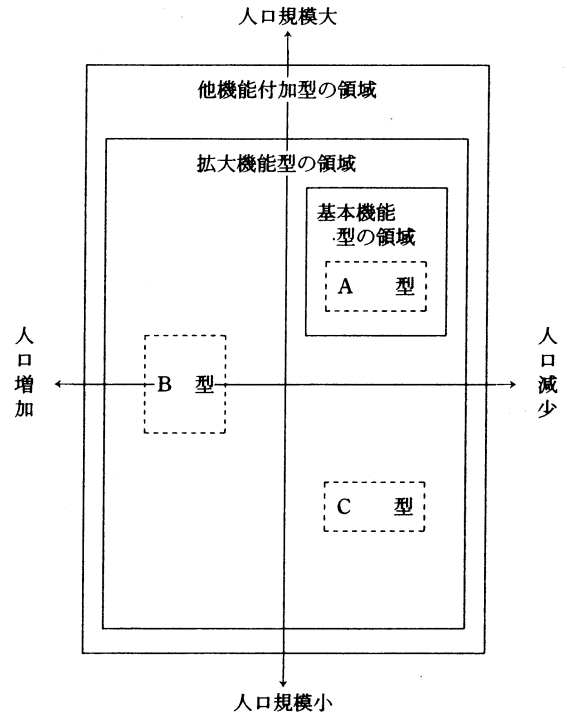 人口規模大
他機能付加型の領域
拡大機能型の領域
基本機能
型の領域
A 型
人口増加
B 型
人口減少
C 型
人口規模小